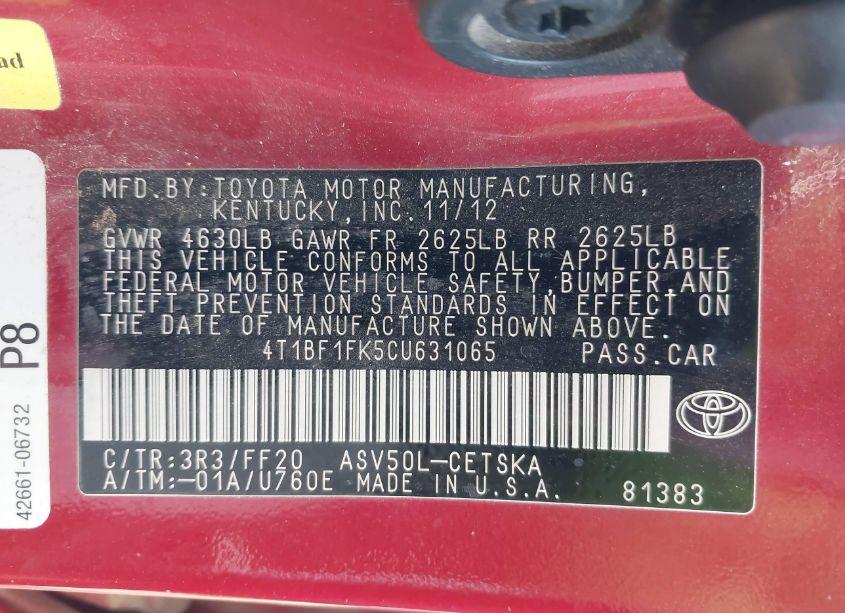 ad
P8
42661-06732
MFD.BY:TOYOTA MOTOR MANUFACTURING,
KENTUCKY,INC.11/12
GVWR 4630LB GAWR FR 2625LB RR 2625LB
THIS VEHICLE CONFORMS TO ALL APPLICABLE
FEDERAL MOTOR VEHICLE SAFETY,BUMPER,AND
THEFT PREVENTION STANDARDS IN EFFECT ON
THE DATE OF MANUFACTURE SHOWN ABOVE.
4T1BF1FK5CU631065 PASS.CAR
C/TR:3R3/FF20 ASV50L-CETSKA
A/TM:-01A/U760E MADE IN U.S.A. 81383